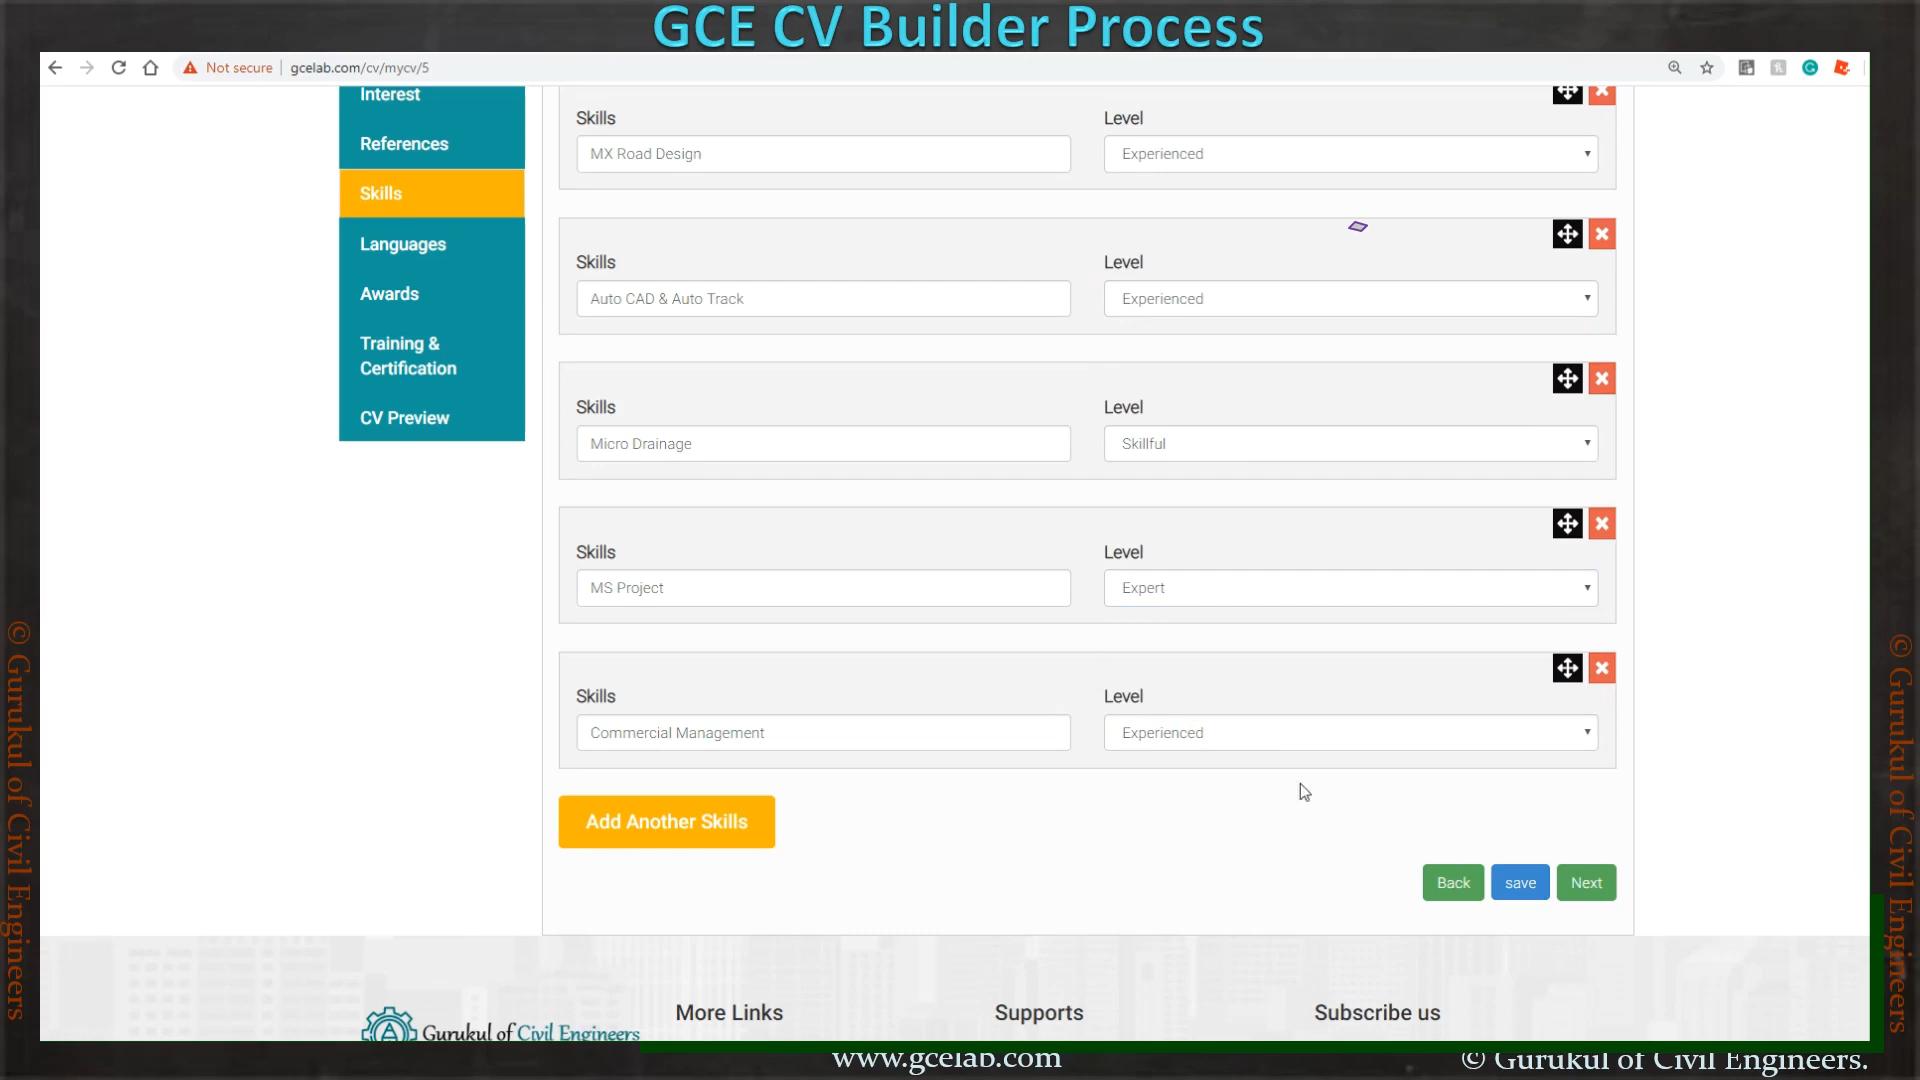 GCE CV Builder Process
Not secure
gcelab.com/cv/mycv/5
Interest
References
Skills
Languages
Awards
Training &
Certification
CV Preview
Skills
Level
MX Road Design
Experienced
Skills
Level
Auto CAD & Auto Track
Experienced
Skills
Level
Micro Drainage
Skillful
Skills
Level
MS Project
Expert
Skills
Level
Commercial Management
Experienced
Add Another Skills
Back
save
Next
Gurukul of Civil Engineers
More Links
Supports
Subscribe us
www.gcelab.com
© Gurukul of Civil Engineers.
© Gurukul of Civil Engineers
© Gurukul of Civil Engineers